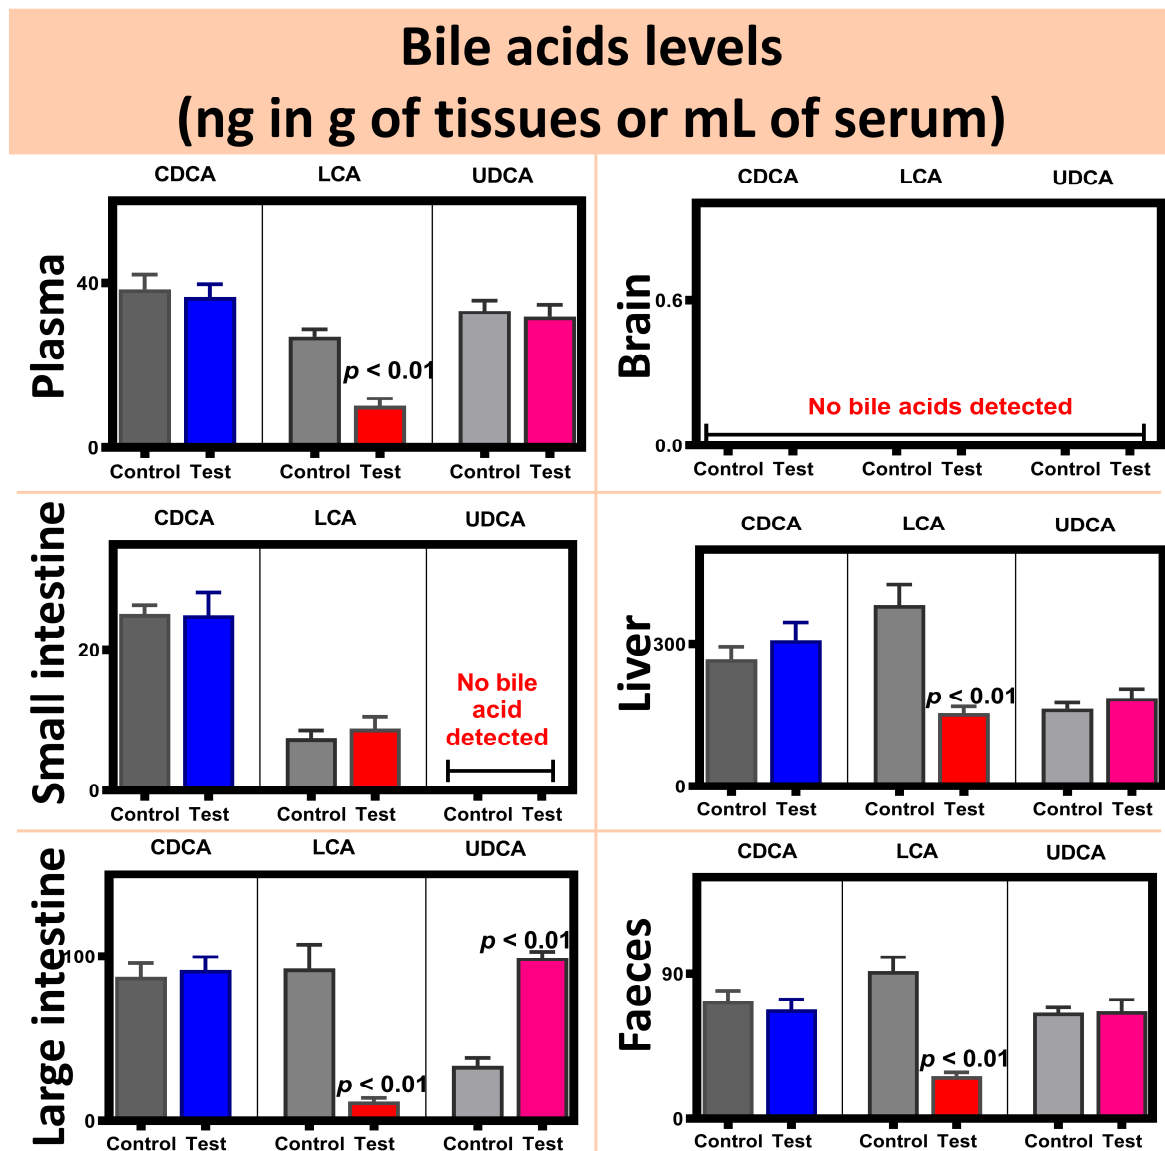 Bile acids levels
(ng in g of tissues or mL of serum)
CDCA LCA UDCA
Plasma
40
0
p < 0.01
Control Test Control Test Control Test
CDCA LCA UDCA
Brain
0.6
0.0
No bile acids detected
Control Test Control Test Control Test
CDCA LCA UDCA
Small intestine
20
0
No bile
acid
detected
Control Test Control Test Control Test
CDCA LCA UDCA
Liver
300
0
p < 0.01
Control Test Control Test Control Test
CDCA LCA UDCA
Large intestine
100
0
p < 0.01
p < 0.01
Control Test Control Test Control Test
CDCA LCA UDCA
Faeces
90
0
p < 0.01
Control Test Control Test Control Test